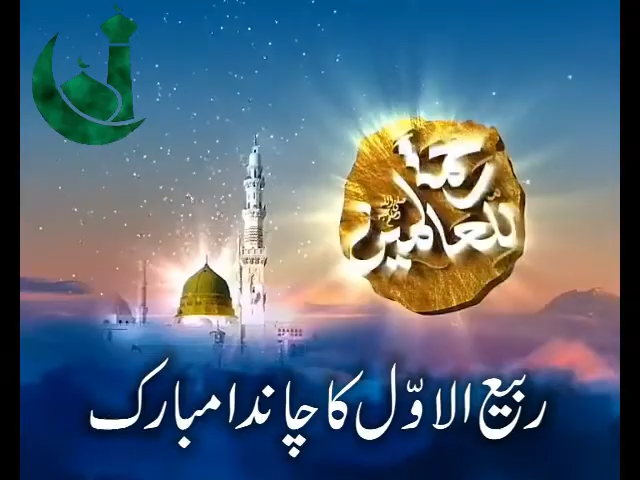 رحمۃ
للعالمین
ﷺ
ربیع الاوّل کا چاند مبارک